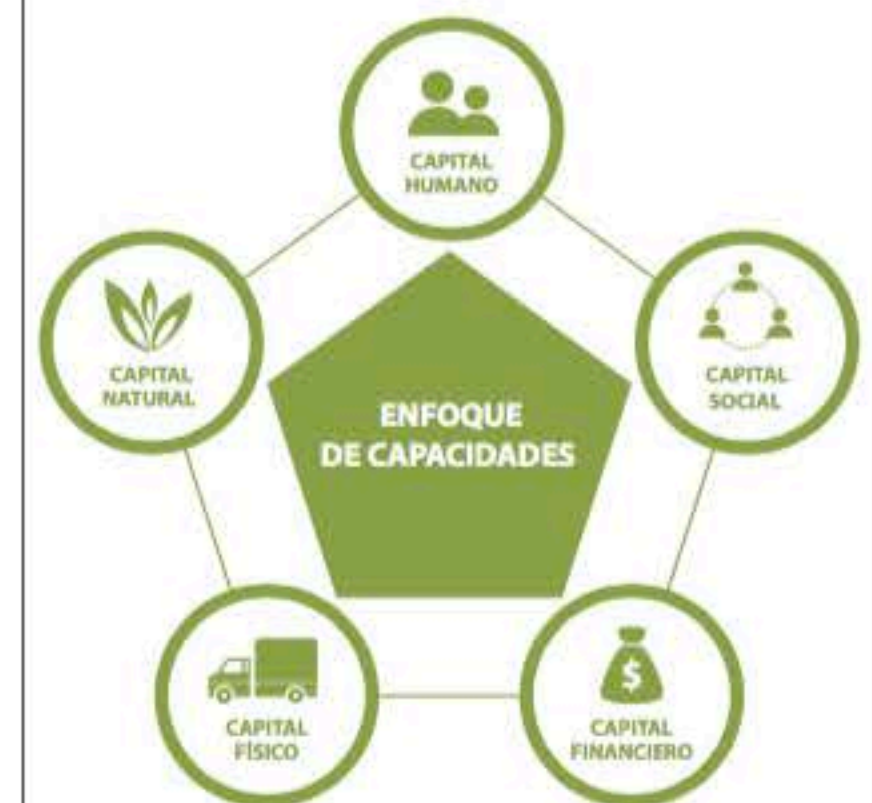 CAPITAL
HUMANO
CAPITAL
NATURAL
CAPITAL
SOCIAL
ENFOQUE
DE CAPACIDADES
CAPITAL
FÍSICO
$
CAPITAL
FINANCIERO